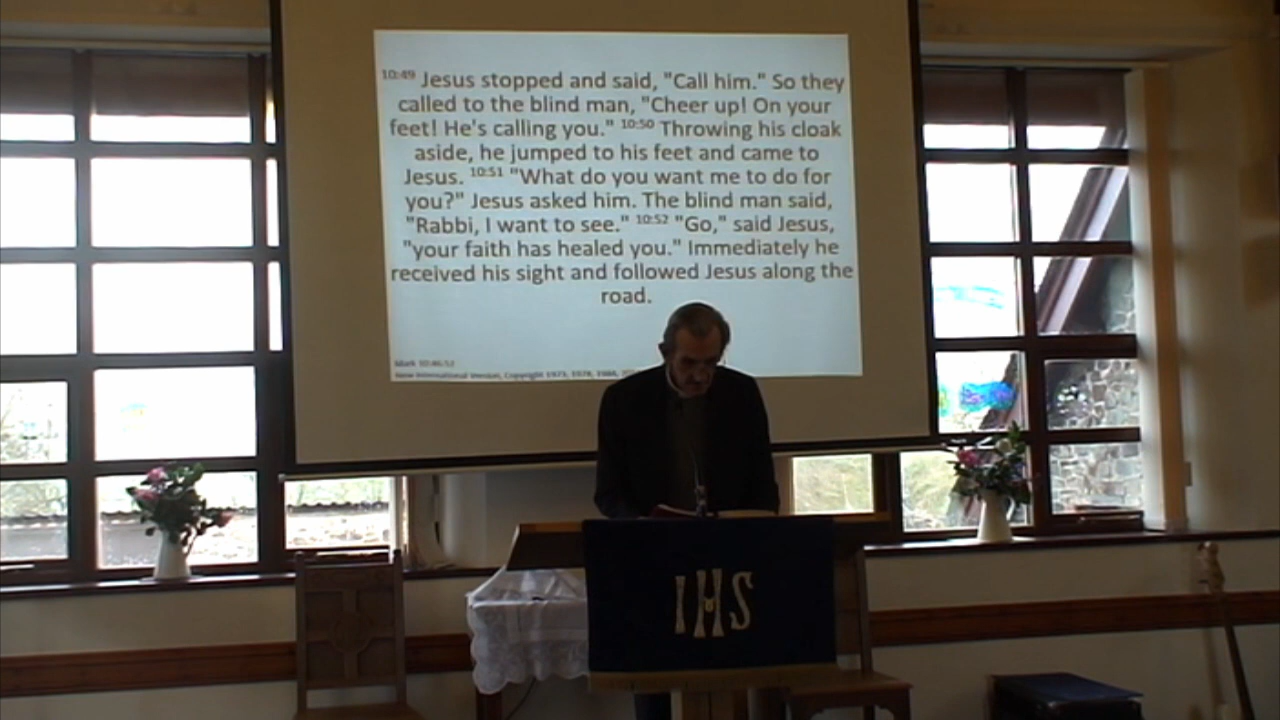 10:49 Jesus stopped and said, "Call him." So they
called to the blind man, "Cheer up! On your
feet! He's calling you." 10:50 Throwing his cloak
aside, he jumped to his feet and came to
Jesus. 10:51 "What do you want me to do for
you?" Jesus asked him. The blind man said,
"Rabbi, I want to see." 10:52 "Go," said Jesus,
"your faith has healed you." Immediately he
received his sight and followed Jesus along the
road.
Mark 10:46-52
New International Version, Copyright 1973, 1978, 1984,
IHS